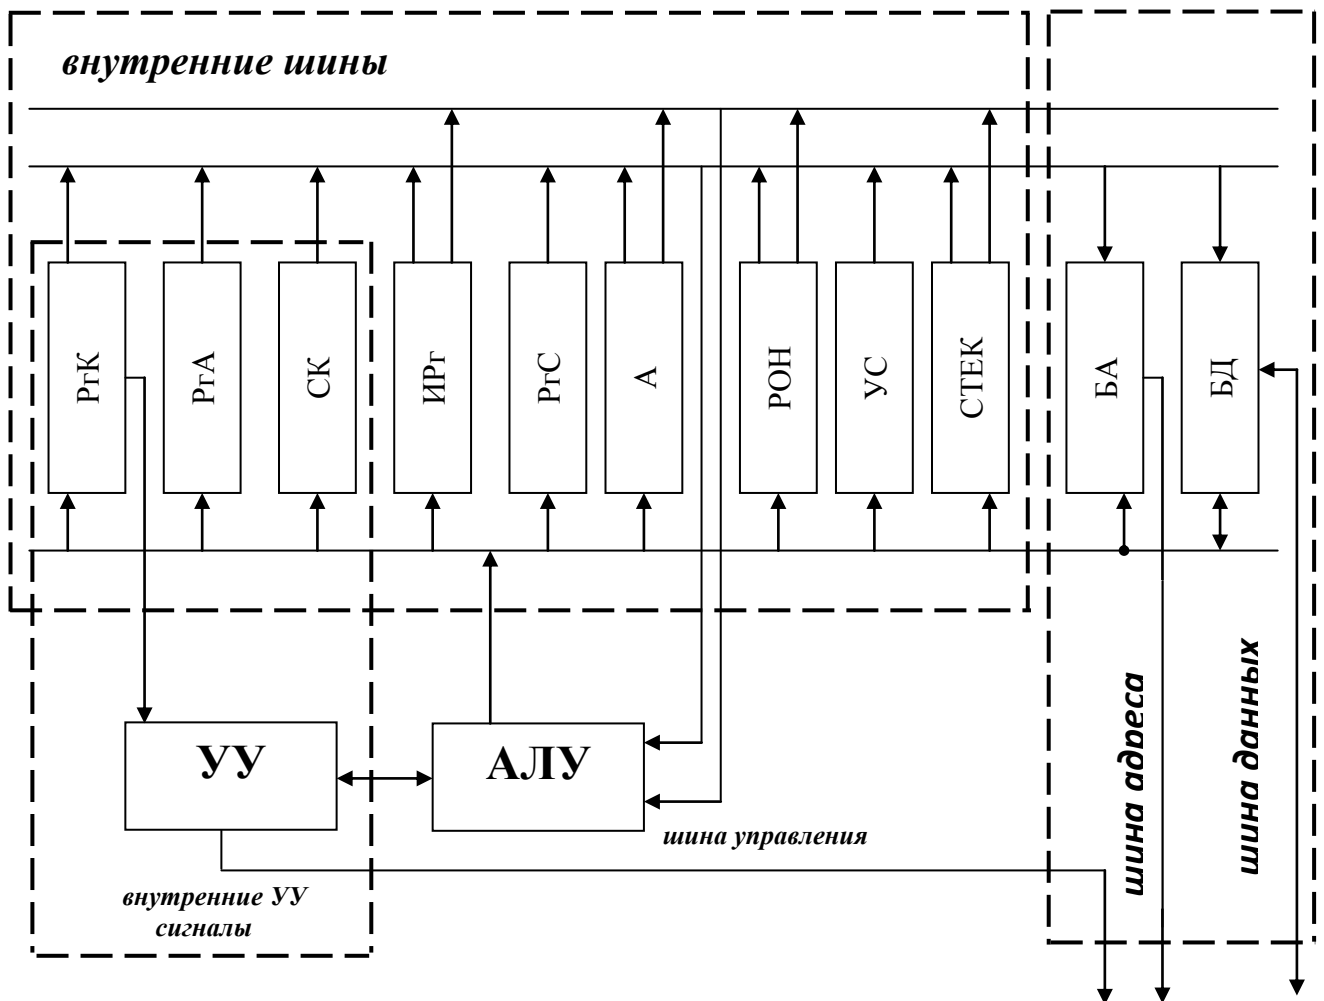 внутренние шины
РгК
РгА
СК
ИРг
РгС
А
РОН
УС
СТЕК
БА
БД
УУ
АЛУ
шина управления
внутренние УУ
сигналы
шина адреса
шина данных